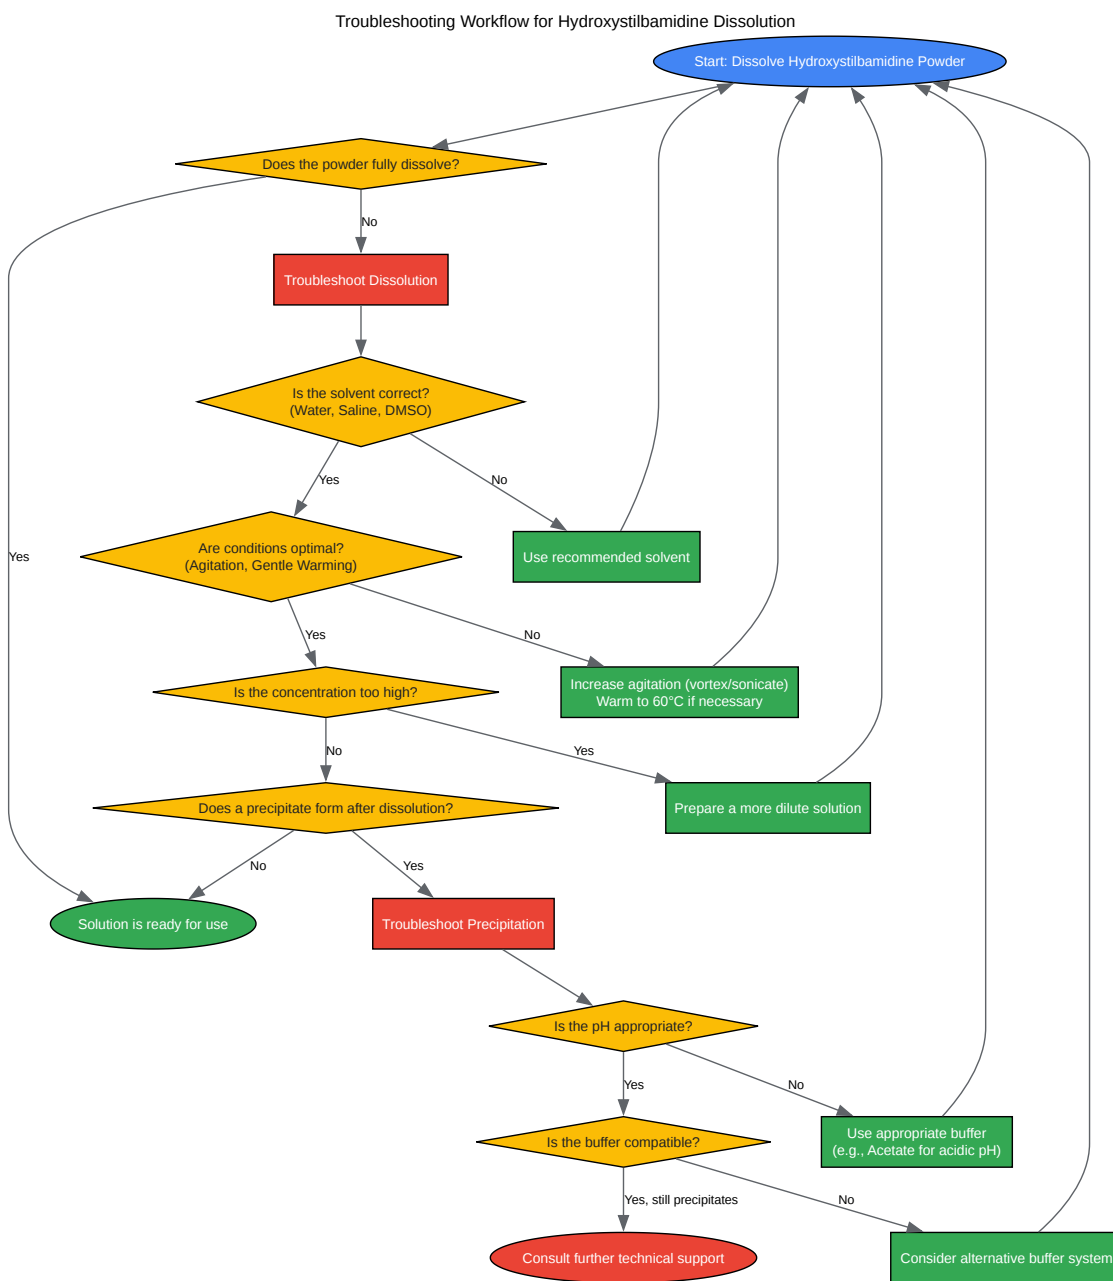 Troubleshooting Workflow for Hydroxystilbamidine Dissolution
Start: Dissolve Hydroxystilbamidine Powder
Does the powder fully dissolve?
No
Troubleshoot Dissolution
Is the solvent correct?
(Water, Saline, DMSO)
Yes
No
Are conditions optimal?
(Agitation, Gentle Warming)
Use recommended solvent
Yes
Yes
No
Is the concentration too high?
Increase agitation (vortex/sonicate)
Warm to 60°C if necessary
No
Yes
Does a precipitate form after dissolution?
Prepare a more dilute solution
No
Yes
Solution is ready for use
Troubleshoot Precipitation
Is the pH appropriate?
Yes
No
Is the buffer compatible?
Use appropriate buffer
(e.g., Acetate for acidic pH)
Yes, still precipitates
No
Consult further technical support
Consider alternative buffer system